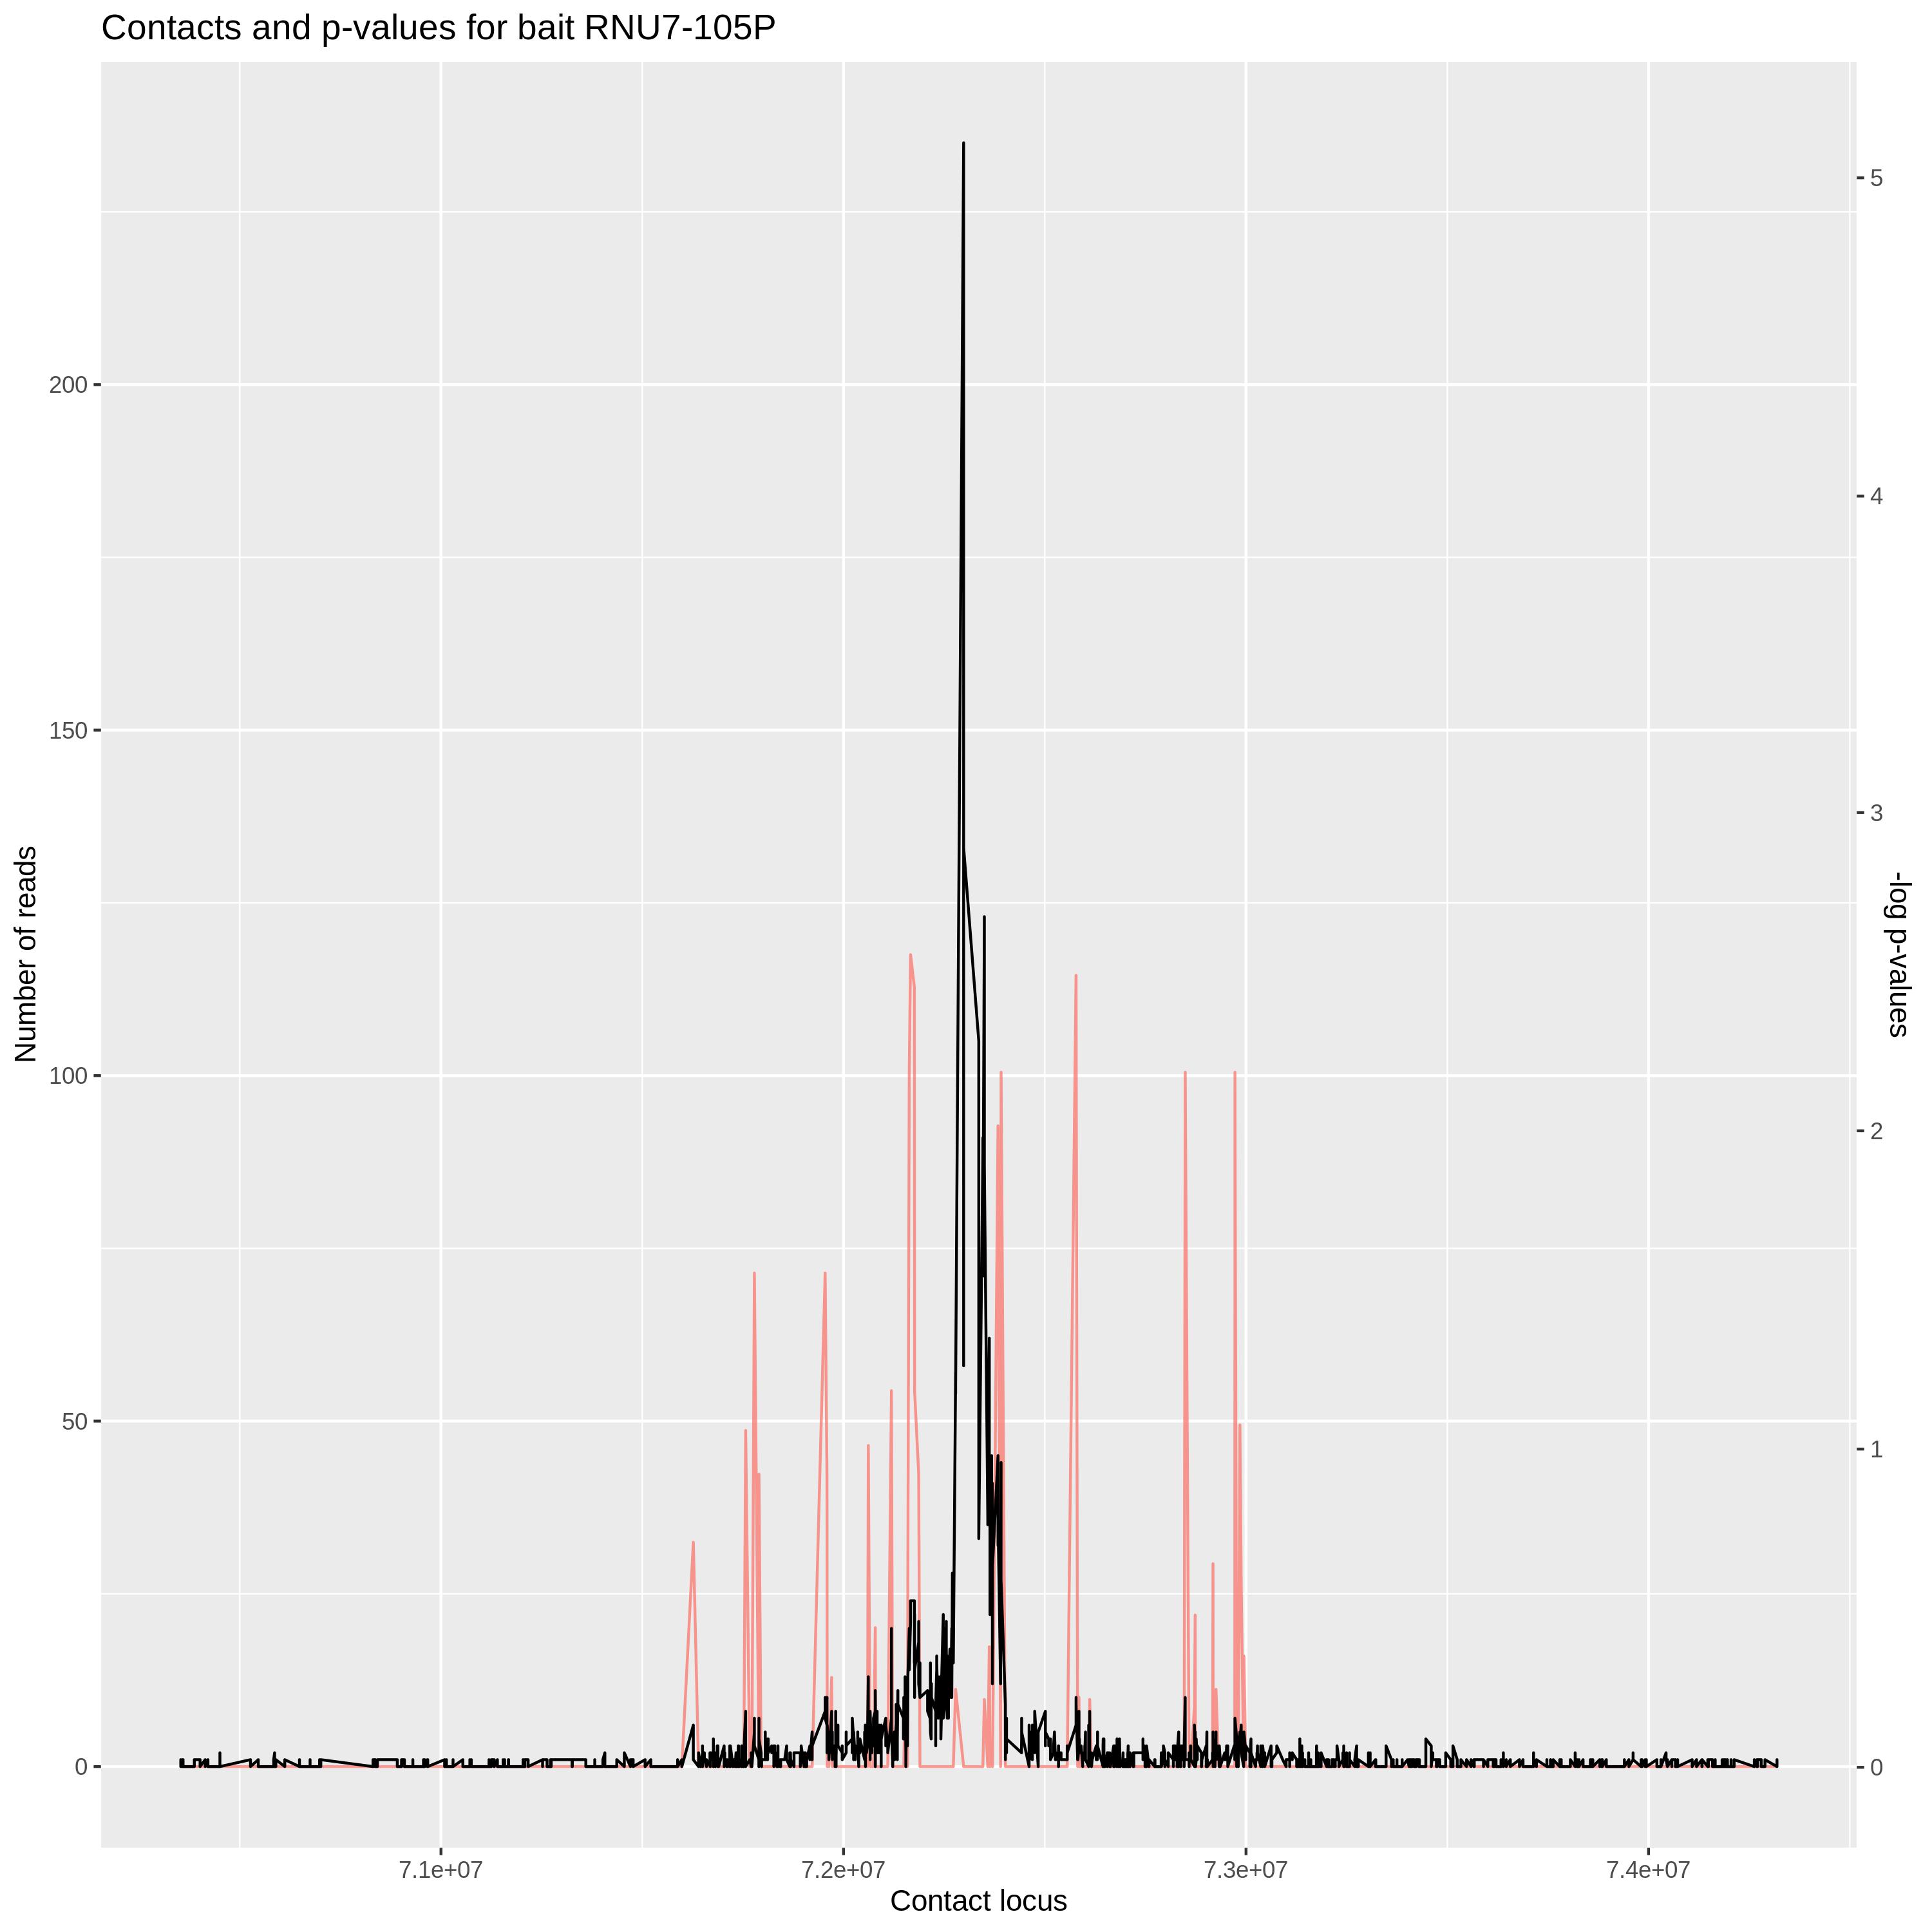 Contacts and p-values for bait RNU7-105P
Number of reads
200
150
100
50
0
5
4
3
2
1
0
-log p-values
7.1e+07
7.2e+07
7.3e+07
7.4e+07
Contact locus